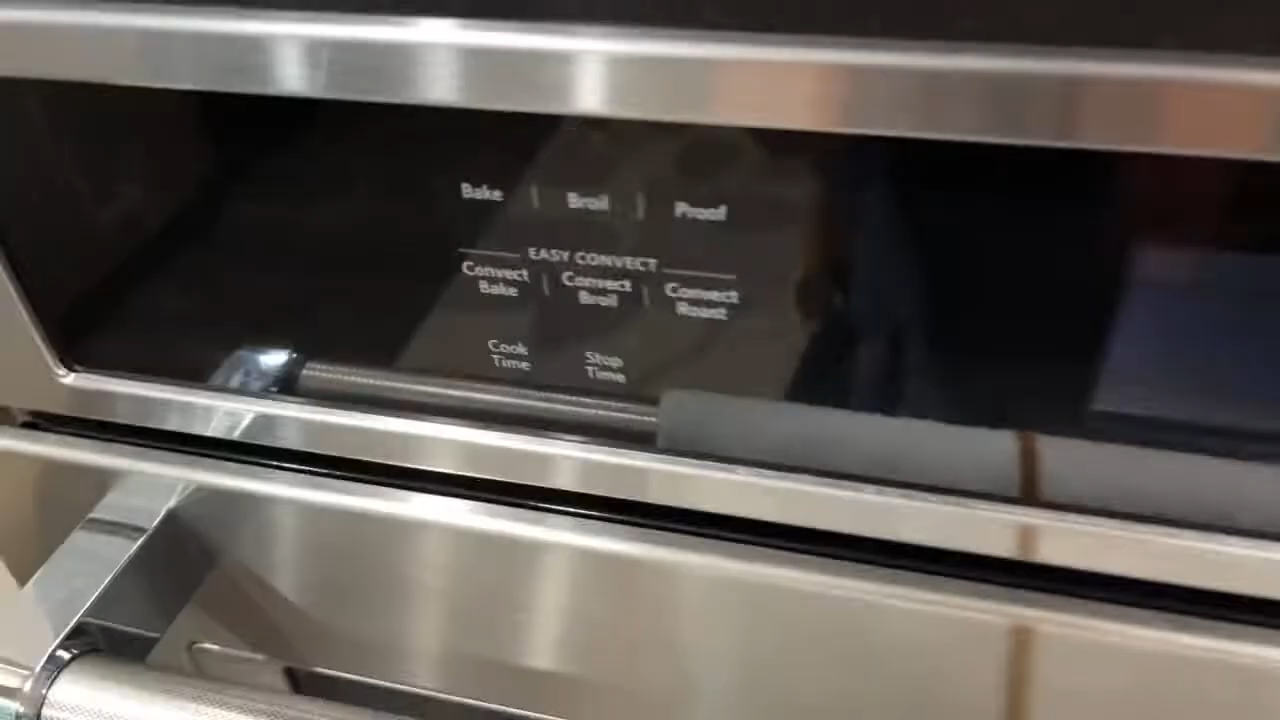 Bake | Broil | Proof
EASY CONVECT
Convect Bake | Convect Broil | Convect Roast
Cook Time Stop Time